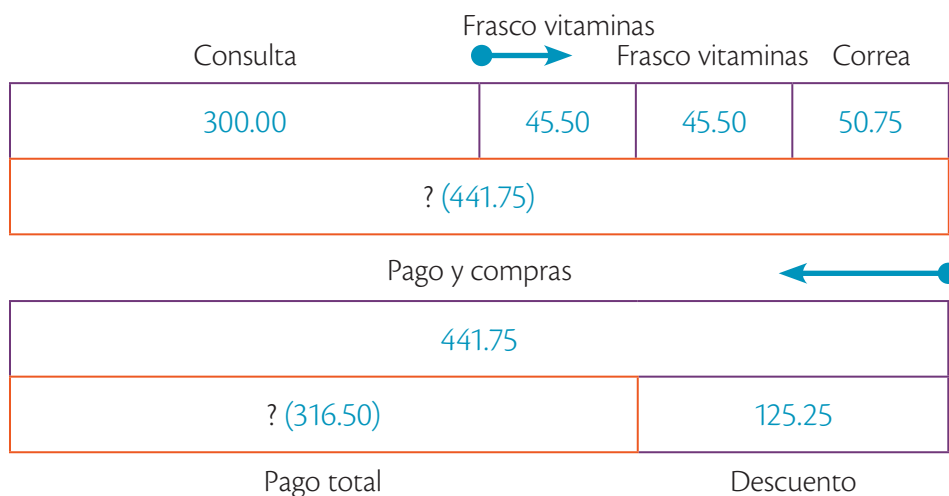 Frasco vitaminas
Consulta Frasco vitaminas Correa
300.00 45.50 45.50 50.75
? (441.75)
Pago y compras
441.75
? (316.50) 125.25
Pago total Descuento